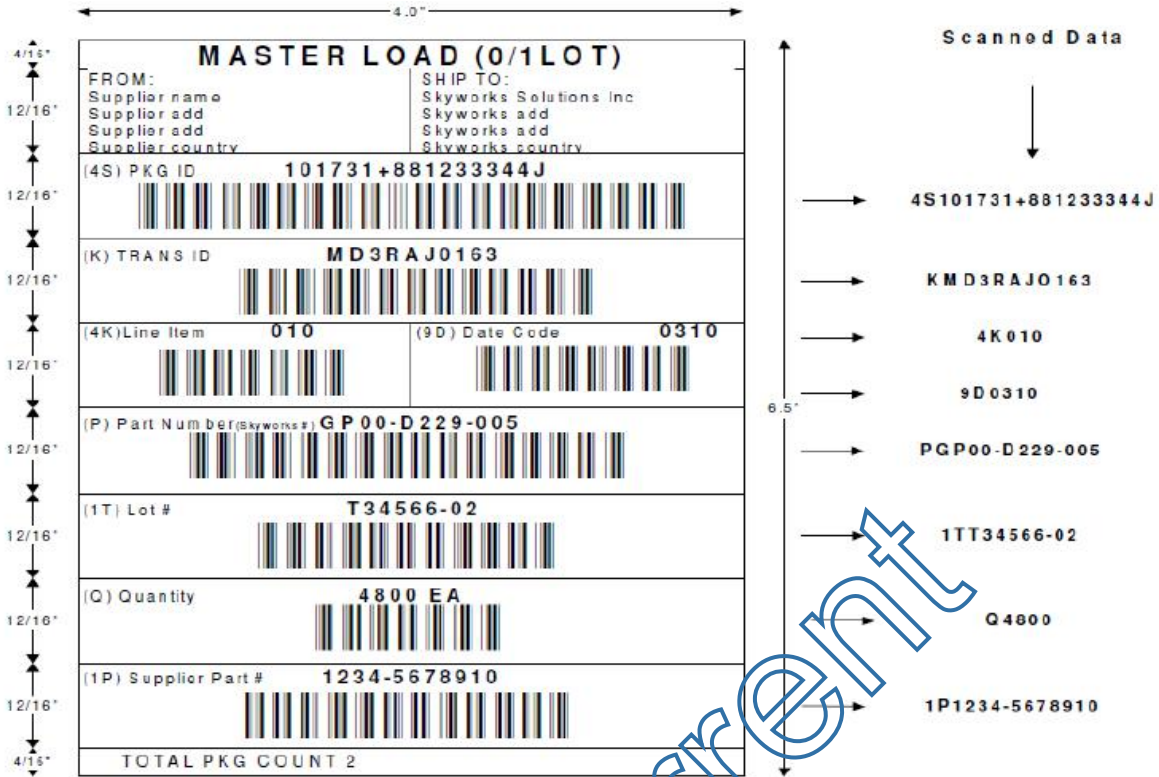 4.0"
Scanned Data
4/16"
MASTER LOAD (0/1LOT)
12/16"
FROM:
Supplier name
Supplier add
Supplier add
Supplier country
SHIP TO:
Skyworks Solutions Inc
Skyworks add
Skyworks add
Skyworks country
12/16"
(4S) PKG ID 101731+881233344J
4S101731+881233344J
12/16"
(K) TRANS ID MD3RAJ0163
KMD3RAJ0163
12/16"
(4K)Line Item 010
(9D) Date Code 0310
4K010
9D0310
6.5"
12/16"
(P) Part Number(Skyworks#) GP00-D229-005
PGP00-D229-005
12/16"
(1T) Lot # T34566-02
1TT34566-02
12/16"
(Q) Quantity 4800 EA
Q4800
12/16"
(1P) Supplier Part # 1234-5678910
1P1234-5678910
4/16"
TOTAL PKG COUNT 2